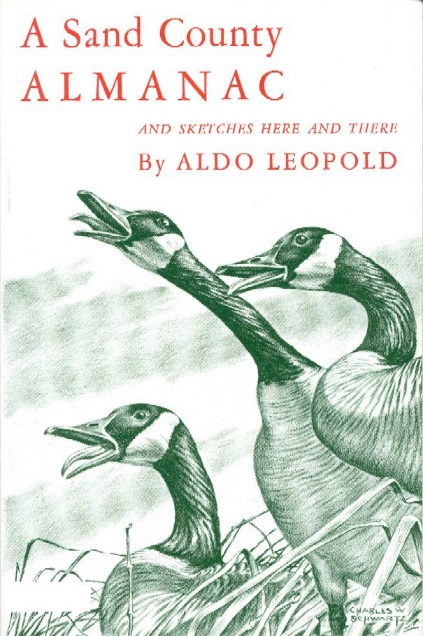 A Sand County
ALMANAC
AND SKETCHES HERE AND THERE
By ALDO LEOPOLD
CHARLES W
SCHWARTZ